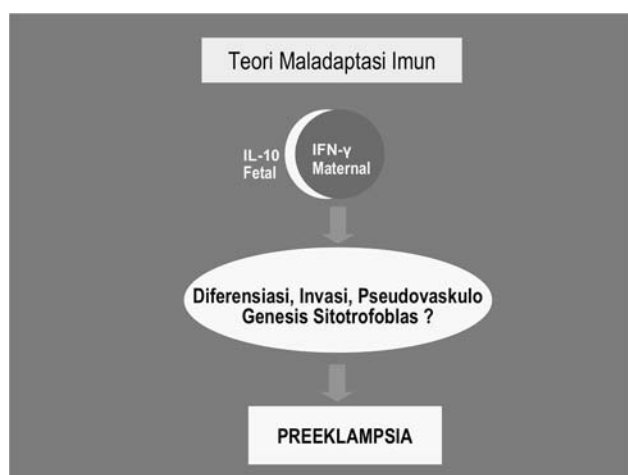 Teori Maladaptasi Imun
IL-10
Fetal
IFN-γ
Maternal
Diferensiasi, Invasi, Pseudovaskulo
Genesis Sitotrofoblas ?
PREEKLAMPSIA